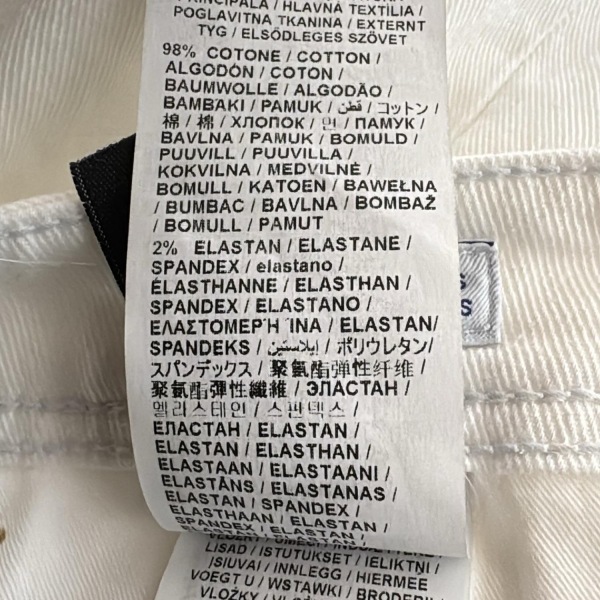 PRINCIPALA / HLAVNÁ TEXTÍLIA /
POGLAVITNA TKANINA / EXTERNT
TYG / ELSŐDLEGES SZÖVET
98% COTONE / COTTON /
ALGODÓN / COTON /
BAUMWOLLE / ALGODÃO /
BAMBAKI / PAMUK / قطن / コットン /
棉 / 棉 / ХЛОПОК / 면 / ПАМУК /
BAVLNA / PAMUK / BOMULD /
PUUVILL / PUUVILLA /
KOKVILNA / MEDVILNĖ /
BOMULL / KATOEN / BAWEŁNA
/ BUMBAC / BAVLNA / BOMBAŽ
/ BOMULL / PAMUT
2% ELASTAN / ELASTANE /
SPANDEX / elastano /
ÉLASTHANNE / ELASTHAN /
SPANDEX / ELASTANO /
ΕΛΑΣΤΟΜΕΡ ΊΝΑ / ELASTAN/
SPANDEKS / إيلاستين / ポリウレタン/
スパンデックス / 聚氨酯弹性纤维 /
聚氨酯彈性纖維 / ЭЛАСТАН /
엘라스테인 / 스판덱스 /
ЕЛАСТАН / ELASTAN /
ELASTHAN / ELASTAN /
ELASTAAN / ELASTAANI /
ELASTĀNS / ELASTANAS /
ELASTAN / SPANDEX /
ELASTHAAN / ELASTAN /
SPANDEX / ELASTAN /
LISAD / ISTUTUKSET / IELIKTŅI
/ ĮSIUVAI / INNLEGG / HIERMEE
VOEGT U / WSTAWKI / BRODERII
VLOŽKY /
S
S